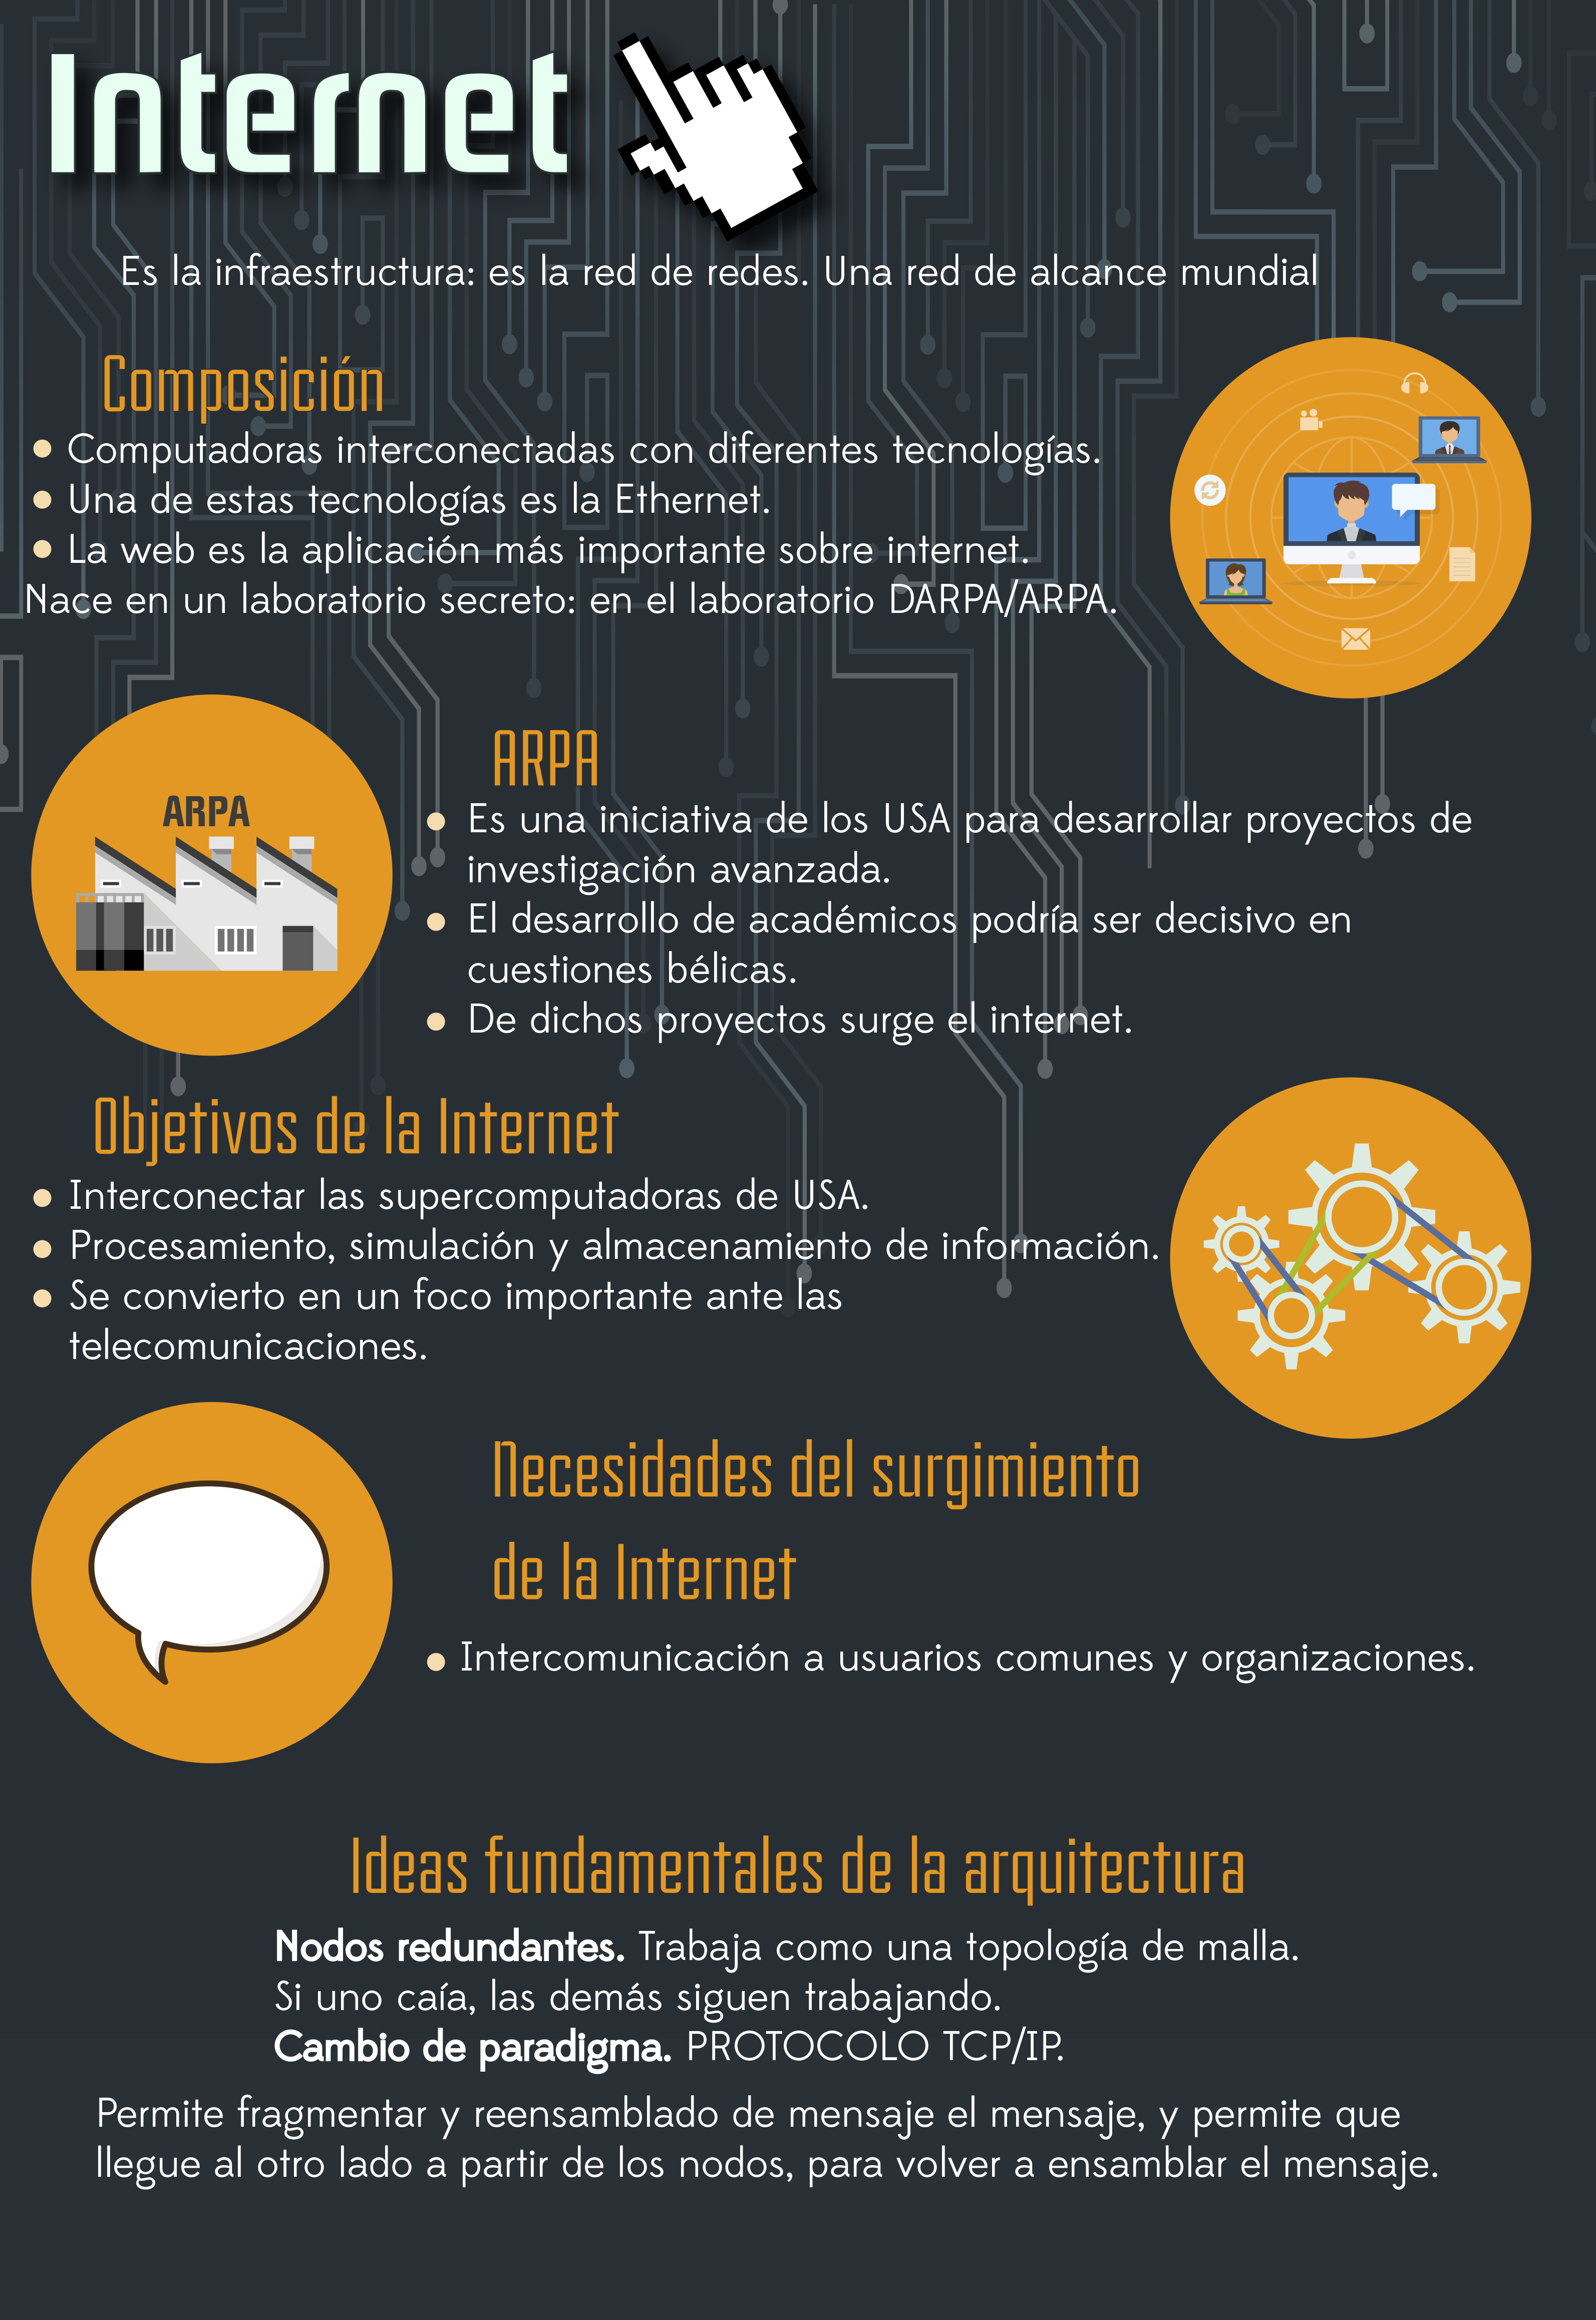 Internet
Es la infraestructura: es la red de redes. Una red de alcance mundial
Composición
Computadoras interconectadas con diferentes tecnologías.
Una de estas tecnologías es la Ethernet.
La web es la aplicación más importante sobre internet.
Nace en un laboratorio secreto: en el laboratorio DARPA/ARPA.
ARPA
ARPA
Es una iniciativa de los USA para desarrollar proyectos de
investigación avanzada.
El desarrollo de académicos podría ser decisivo en
cuestiones bélicas.
De dichos proyectos surge el internet.
Objetivos de la Internet
Interconectar las supercomputadoras de USA.
Procesamiento, simulación y almacenamiento de información.
Se convierto en un foco importante ante las
telecomunicaciones.
Necesidades del surgimiento
de la Internet
Intercomunicación a usuarios comunes y organizaciones.
Ideas fundamentales de la arquitectura
Nodos redundantes. Trabaja como una topología de malla.
Si uno caía, las demás siguen trabajando.
Cambio de paradigma. PROTOCOLO TCP/IP.
Permite fragmentar y reensamblado de mensaje el mensaje, y permite que
llegue al otro lado a partir de los nodos, para volver a ensamblar el mensaje.